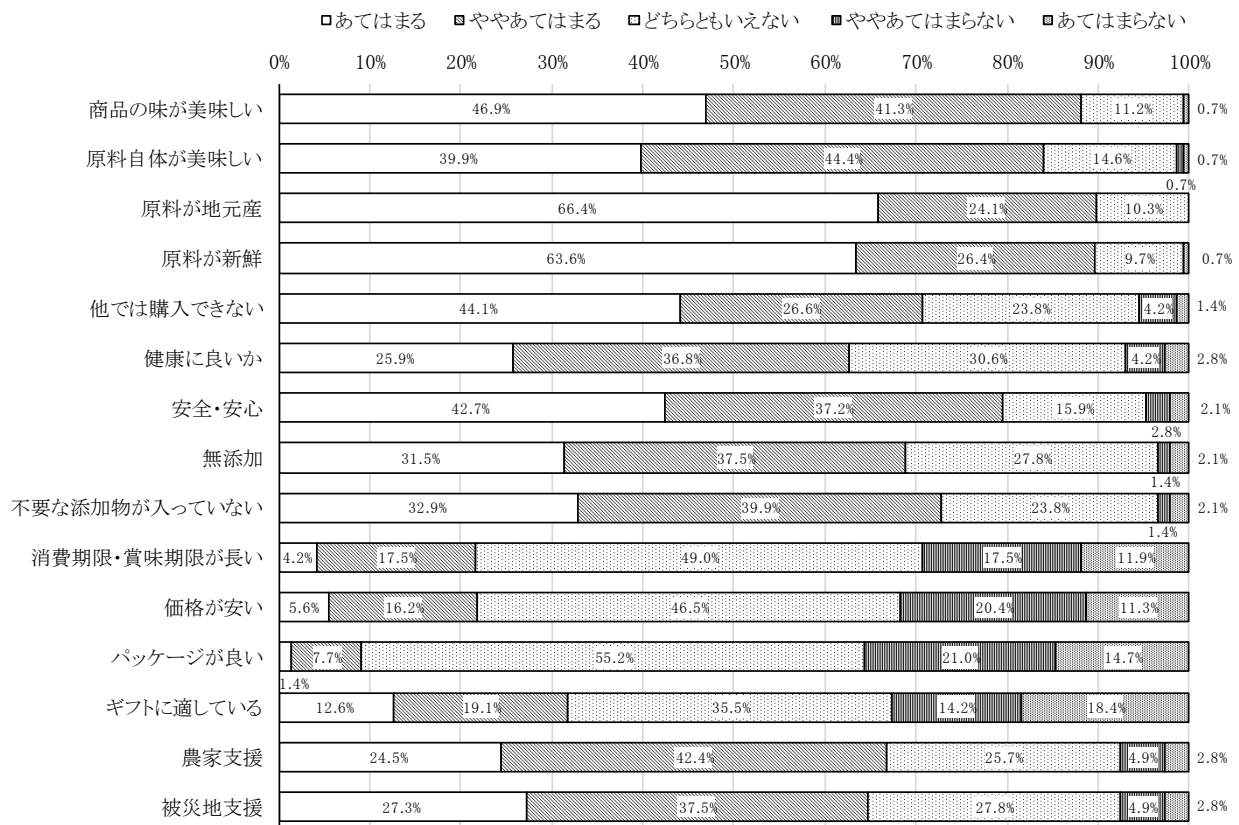 あてはまる ややあてはまる どちらともいえない ややあてはまらない あてはまらない
0% 10% 20% 30% 40% 50% 60% 70% 80% 90% 100%
商品の味が美味しい 46.9% 41.3% 11.2% 0.7%
原料自体が美味しい 39.9% 44.4% 14.6% 0.7%
0.7%
原料が地元産 66.4% 24.1% 10.3%
原料が新鮮 63.6% 26.4% 9.7% 0.7%
他では購入できない 44.1% 26.6% 23.8% 4.2% 1.4%
健康に良いか 25.9% 36.8% 30.6% 4.2% 2.8%
安全・安心 42.7% 37.2% 15.9% 2.1%
2.8%
無添加 31.5% 37.5% 27.8% 2.1%
1.4%
不要な添加物が入っていない 32.9% 39.9% 23.8% 2.1%
1.4%
消費期限・賞味期限が長い 4.2% 17.5% 49.0% 17.5% 11.9%
価格が安い 5.6% 16.2% 46.5% 20.4% 11.3%
パッケージが良い 7.7% 55.2% 21.0% 14.7%
1.4%
ギフトに適している 12.6% 19.1% 35.5% 14.2% 18.4%
農家支援 24.5% 42.4% 25.7% 4.9% 2.8%
被災地支援 27.3% 37.5% 27.8% 4.9% 2.8%